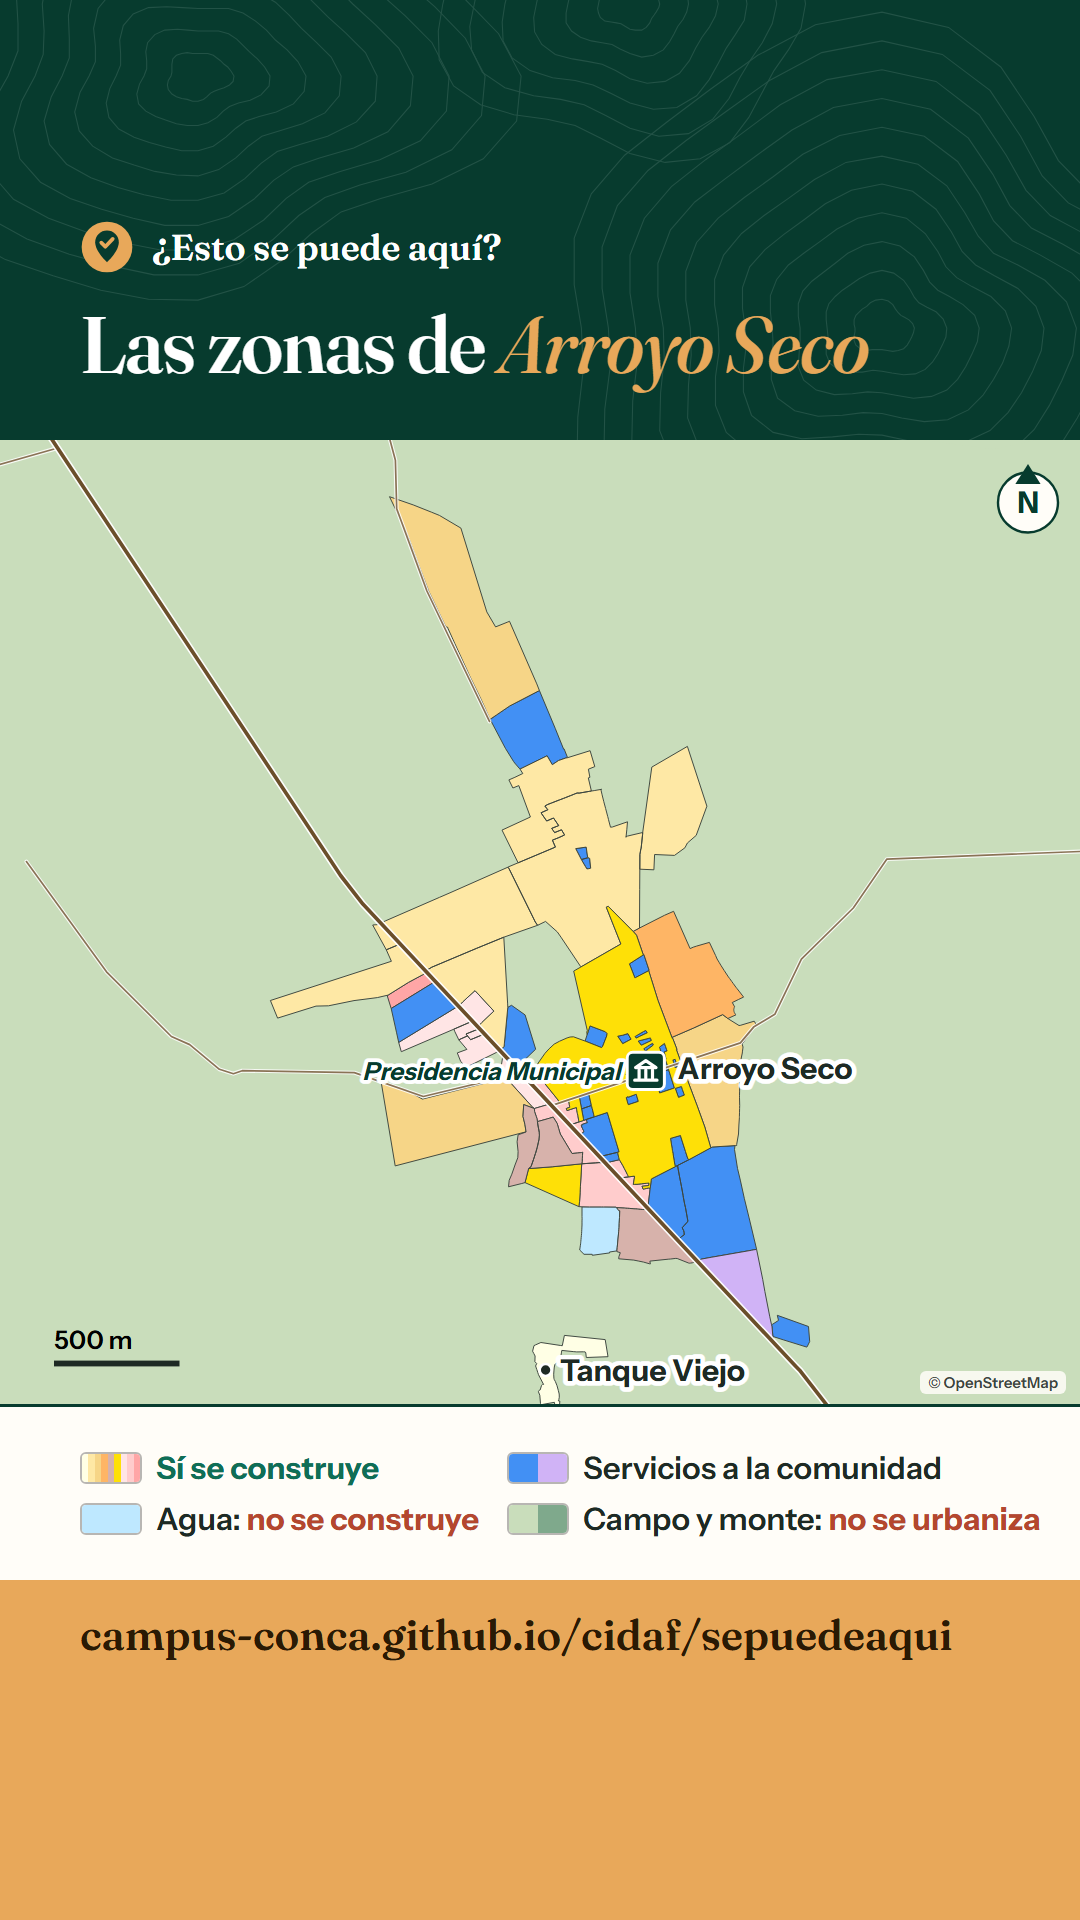 ¿Esto se puede aquí?
Las zonas de Arroyo Seco
N
Presidencia Municipal
Arroyo Seco
500 m
Tanque Viejo
© OpenStreetMap
Sí se construye
Servicios a la comunidad
Agua: no se construye
Campo y monte: no se urbaniza
campus-conca.github.io/cidaf/sepuedeaqui